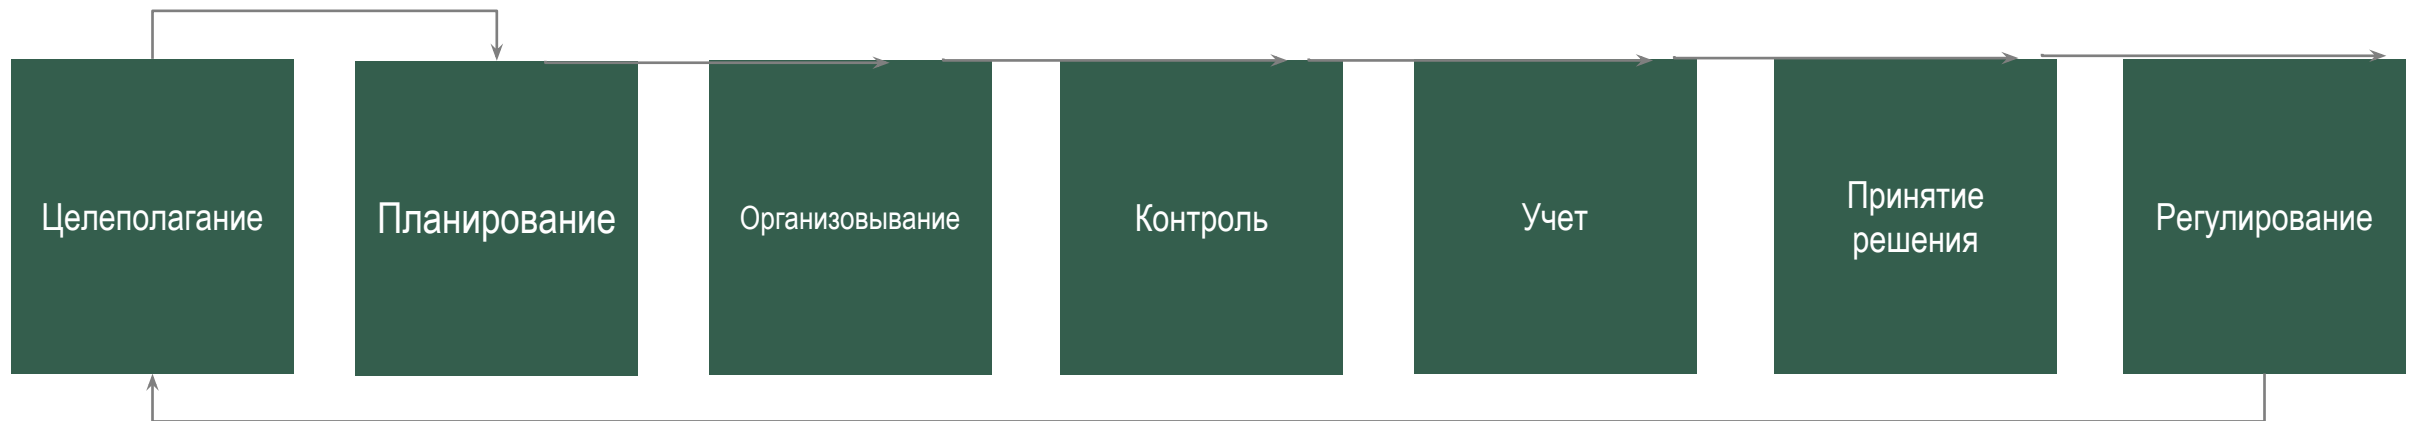 Целеполагание
Планирование
Организовывание
Контроль
Учет
Принятие
решения
Регулирование